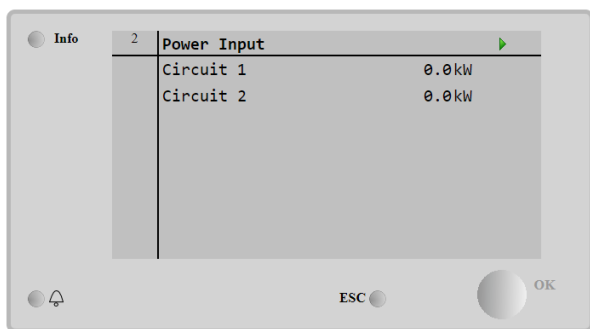 Info
2 Power Input
Circuit 1 0.0kW
Circuit 2 0.0kW
ESC
OK